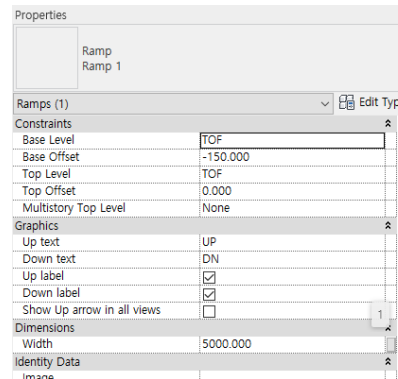 Properties
Ramp
Ramp 1
Ramps (1)
Edit Typ
Constraints
Base Level TOF
Base Offset -150.000
Top Level TOF
Top Offset 0.000
Multistory Top Level None
Graphics
Up text UP
Down text DN
Up label
Down label
Show Up arrow in all views
1
Dimensions
Width 5000.000
Identity Data
Image